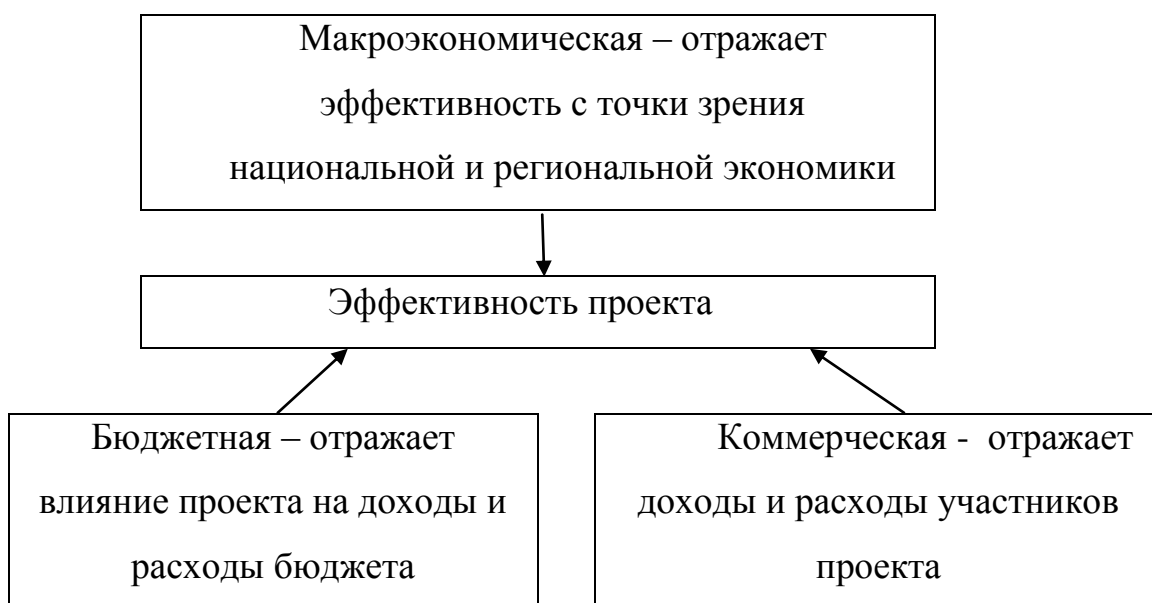 Макроэкономическая – отражает
эффективность с точки зрения
национальной и региональной экономики
Эффективность проекта
Бюджетная – отражает
влияние проекта на доходы и
расходы бюджета
Коммерческая - отражает
доходы и расходы участников
проекта